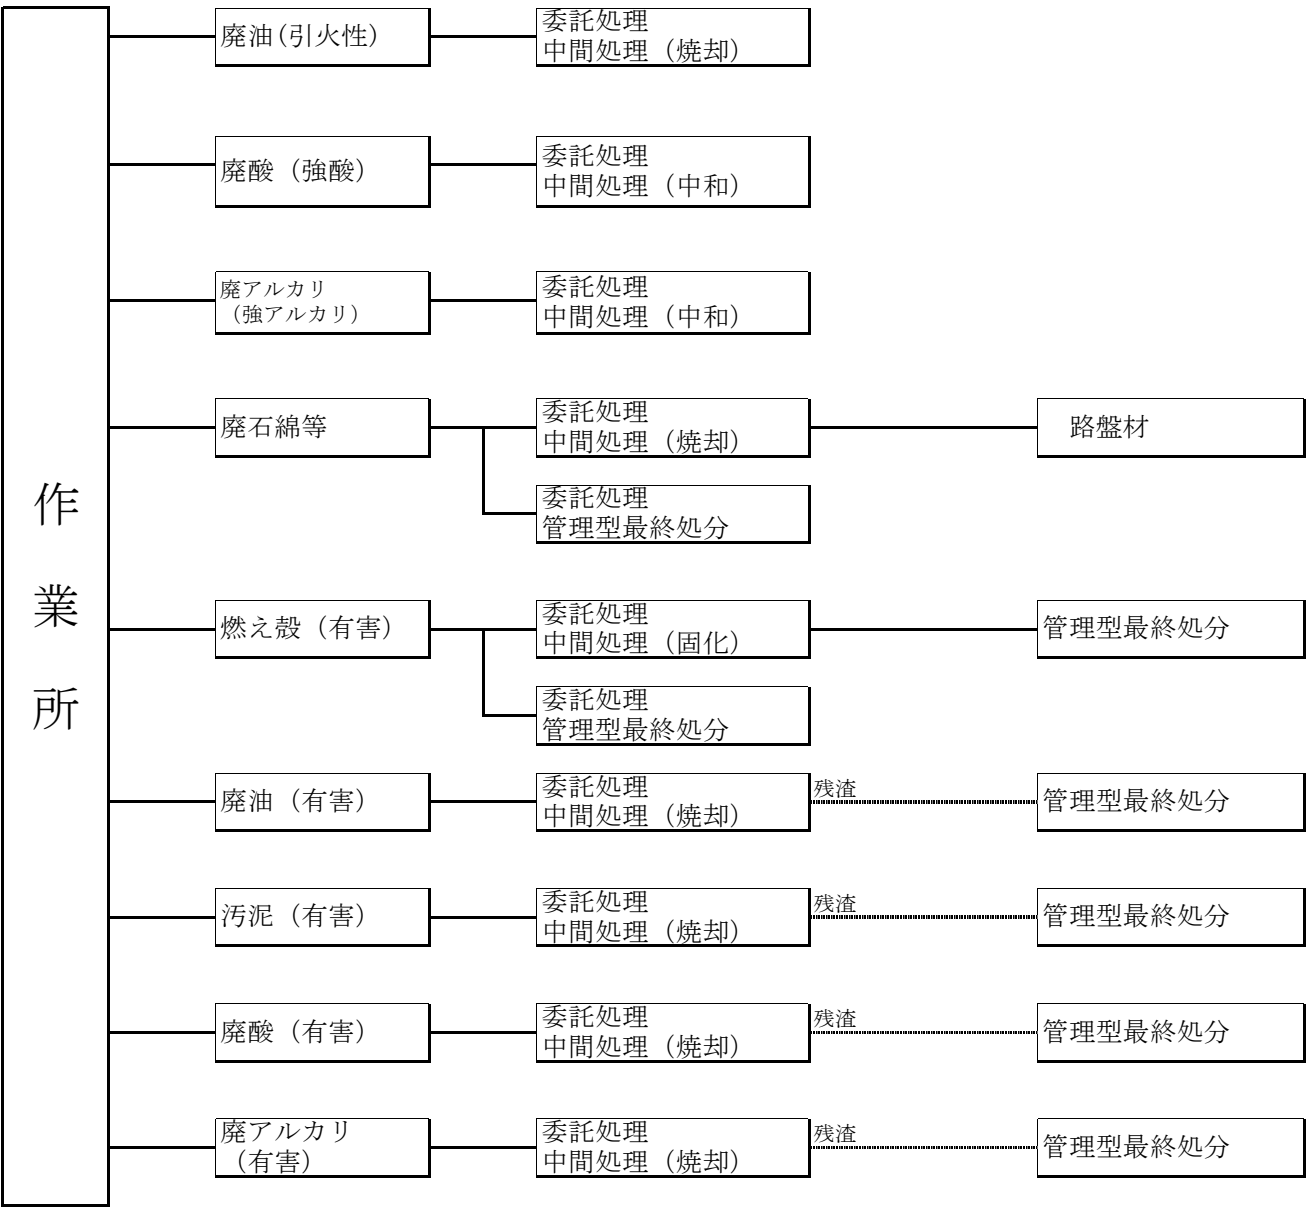 作業所
廃油(引火性)
委託処理
中間処理（焼却）
廃酸（強酸）
委託処理
中間処理（中和）
廃アルカリ
（強アルカリ）
委託処理
中間処理（中和）
廃石綿等
委託処理
中間処理（焼却）
路盤材
委託処理
管理型最終処分
燃え殻（有害）
委託処理
中間処理（固化）
管理型最終処分
委託処理
管理型最終処分
廃油（有害）
委託処理
中間処理（焼却）
残渣
管理型最終処分
汚泥（有害）
委託処理
中間処理（焼却）
残渣
管理型最終処分
廃酸（有害）
委託処理
中間処理（焼却）
残渣
管理型最終処分
廃アルカリ
（有害）
委託処理
中間処理（焼却）
残渣
管理型最終処分